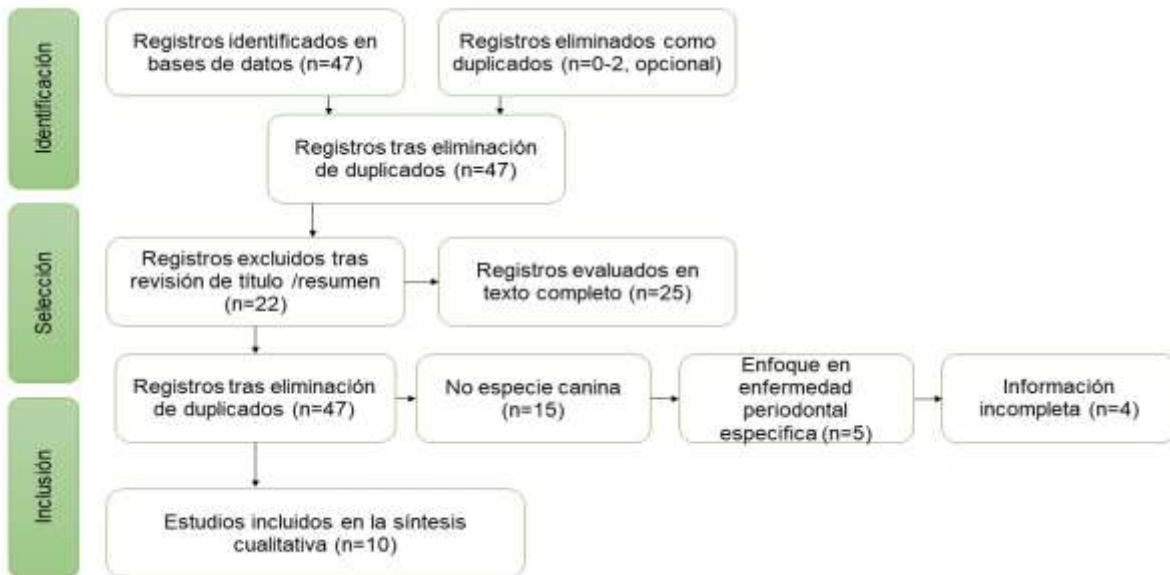 Identificación
Registros identificados en
bases de datos (n=47)
Registros eliminados como
duplicados (n=0-2, opcional)
Registros tras eliminación
de duplicados (n=47)
Selección
Registros excluidos tras
revisión de título /resumen
(n=22)
Registros evaluados en
texto completo (n=25)
Registros tras eliminación
de duplicados (n=47)
No especie canina
(n=15)
Enfoque en
enfermedad
periodontal
especifica (n=5)
Información
incompleta (n=4)
Inclusión
Estudios incluidos en la síntesis
cualitativa (n=10)